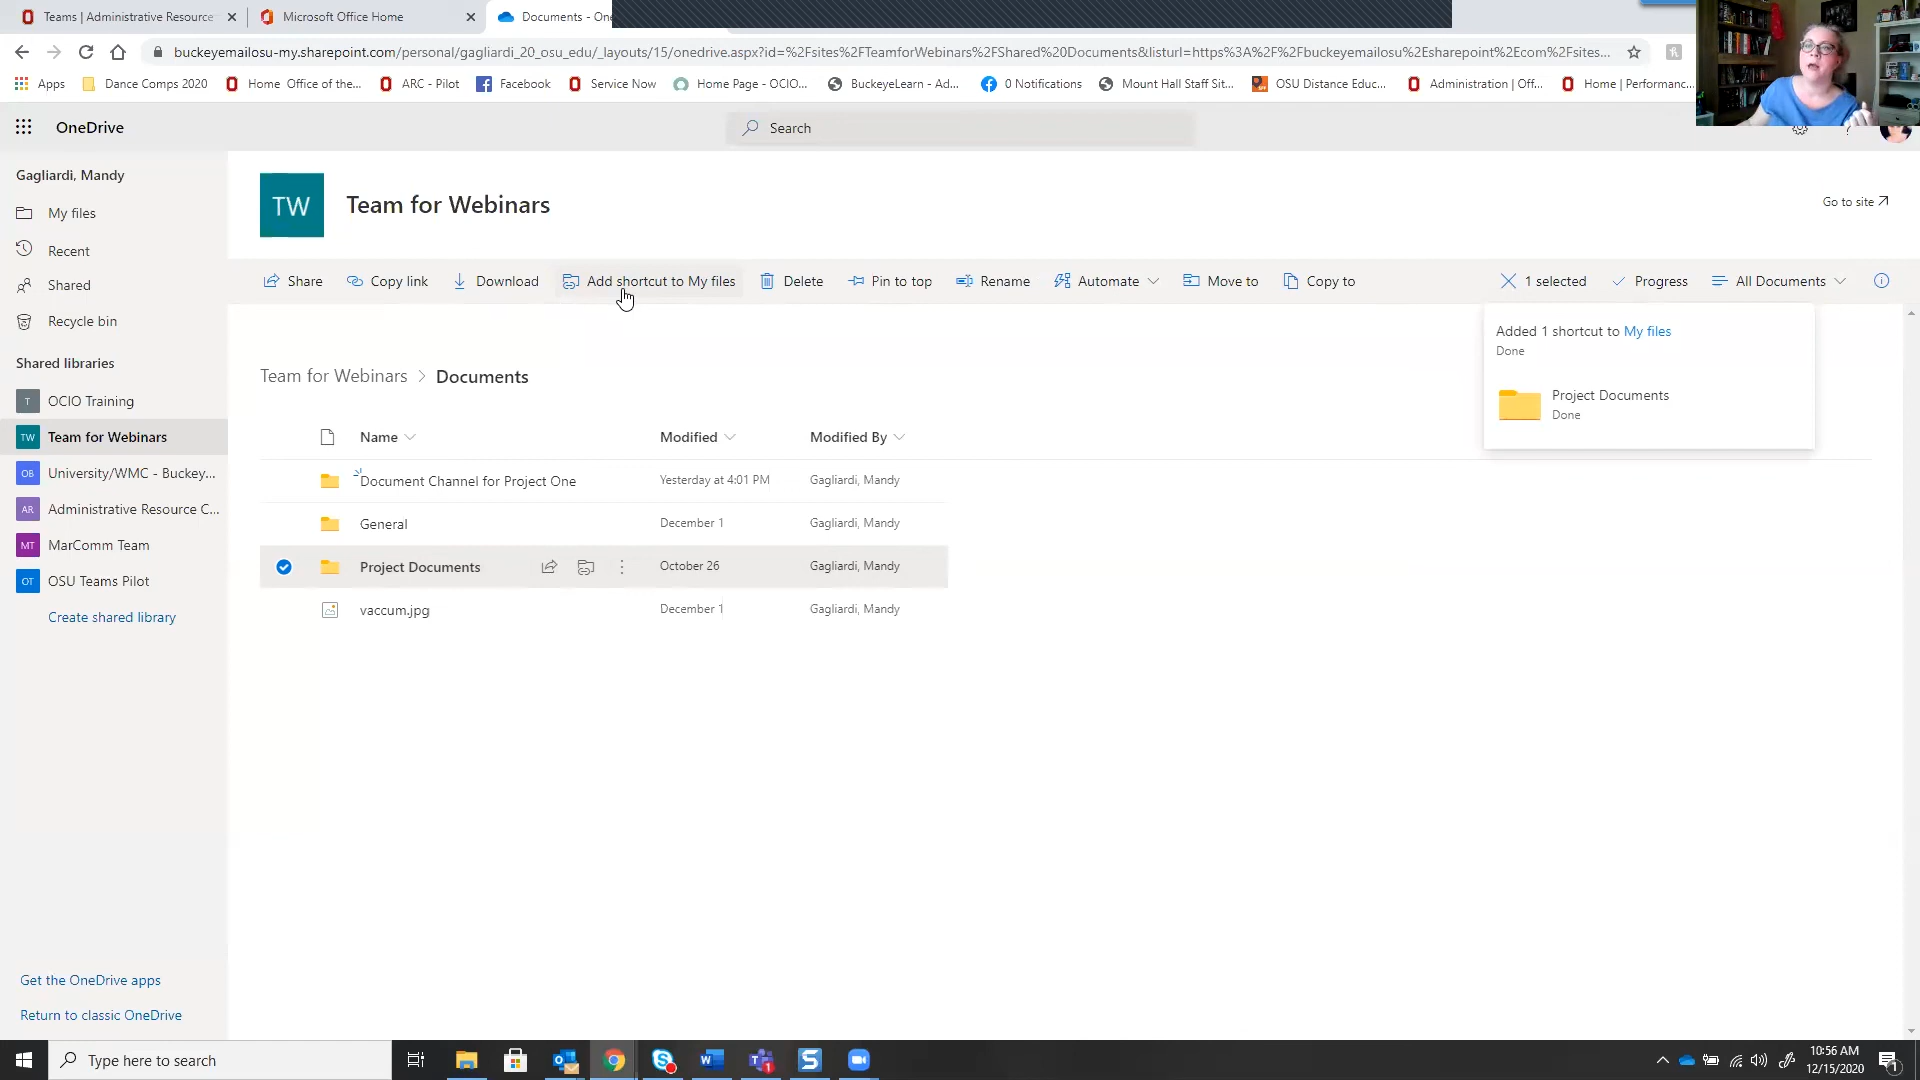 Teams | Administrative Resource
Microsoft Office Home
Documents - One
buckeyemailosu-my.sharepoint.com/personal/gagliardi_20_osu_edu/_layouts/15/onedrive.aspx?id=%2Fsites%2FTeamforWebinars%2FShared%20Documents&listurl=https%3A%2F%2Fbuckeyemailosu%2Esharepoint%2Ecom%2Fsites...
Apps Dance Comps 2020 Home Office of the... ARC - Pilot Facebook Service Now Home Page - OCIO... BuckeyeLearn - Ad... 0 Notifications Mount Hall Staff Sit... OSU Distance Educ... Administration | Off... Home | Performanc...
OneDrive
Search
Gagliardi, Mandy
My files
Recent
Shared
Recycle bin
Shared libraries
T OCIO Training
TW Team for Webinars
OB University/WMC - Buckey...
AR Administrative Resource C...
MT MarComm Team
OT OSU Teams Pilot
Create shared library
Get the OneDrive apps
Return to classic OneDrive
TW Team for Webinars
Go to site
Share Copy link Download Add shortcut to My files Delete Pin to top Rename Automate Move to Copy to 1 selected Progress All Documents
Added 1 shortcut to My files
Done
Project Documents
Done
Team for Webinars > Documents
Name Modified Modified By
Document Channel for Project One Yesterday at 4:01 PM Gagliardi, Mandy
General December 1 Gagliardi, Mandy
Project Documents October 26 Gagliardi, Mandy
vaccum.jpg December 1 Gagliardi, Mandy
Type here to search
10:56 AM
12/15/2020